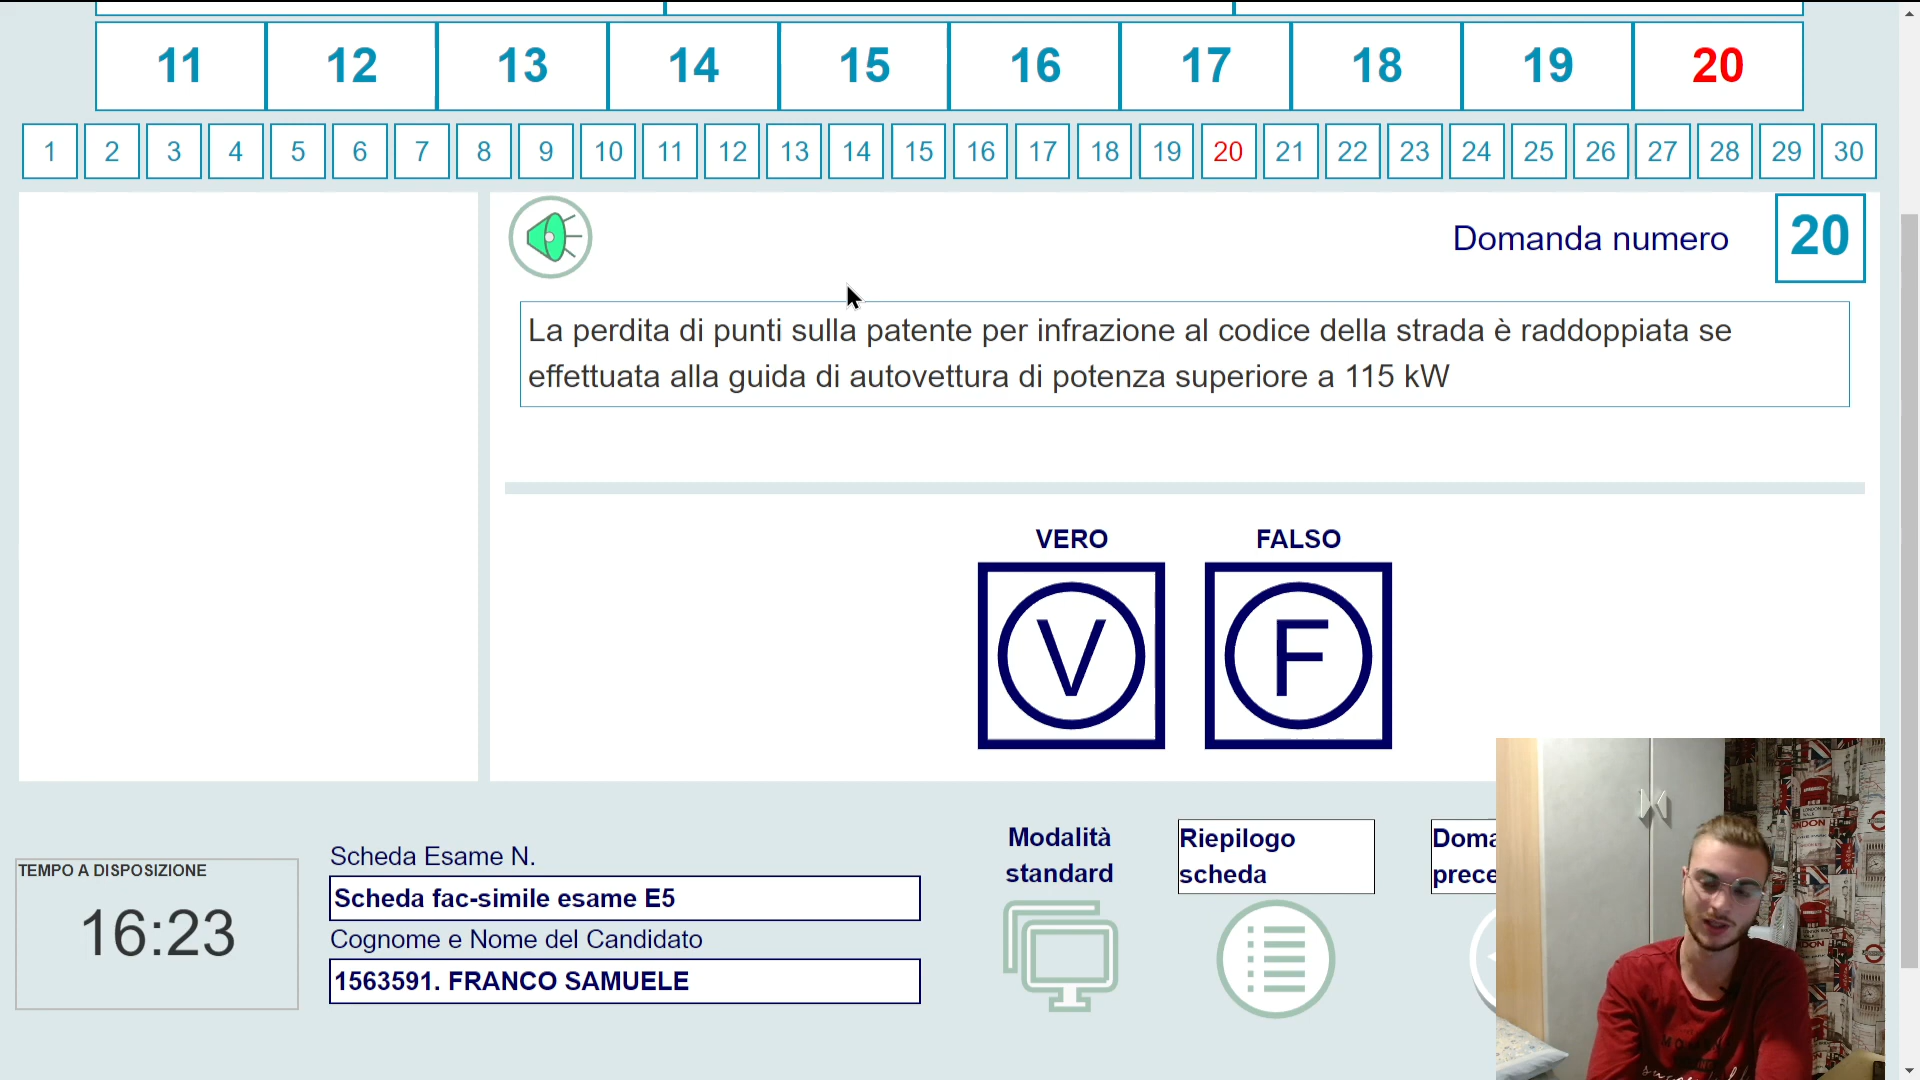 11 12 13 14 15 16 17 18 19 20
1 2 3 4 5 6 7 8 9 10 11 12 13 14 15 16 17 18 19 20 21 22 23 24 25 26 27 28 29 30
Domanda numero 20
La perdita di punti sulla patente per infrazione al codice della strada è raddoppiata se
effettuata alla guida di autovettura di potenza superiore a 115 kW
VERO FALSO
V F
TEMPO A DISPOSIZIONE
16:23
Scheda Esame N.
Scheda fac-simile esame E5
Cognome e Nome del Candidato
1563591. FRANCO SAMUELE
Modalità
standard
Riepilogo
scheda
Doma
prece
LONDON